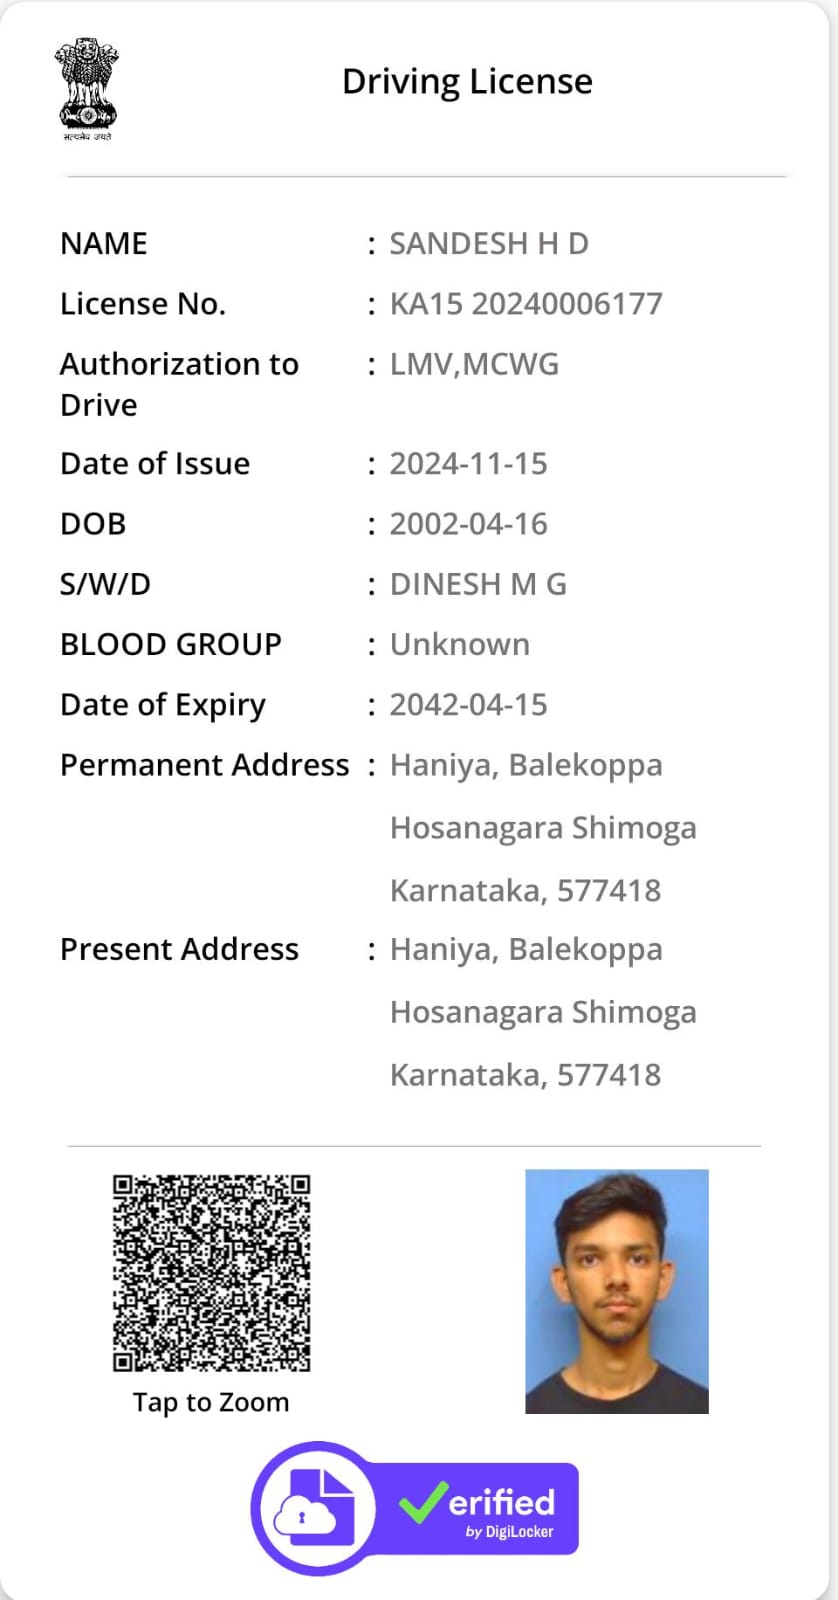 सत्यमेव जयते
Driving License
NAME : SANDESH H D
License No. : KA15 20240006177
Authorization to Drive : LMV,MCWG
Date of Issue : 2024-11-15
DOB : 2002-04-16
S/W/D : DINESH M G
BLOOD GROUP : Unknown
Date of Expiry : 2042-04-15
Permanent Address : Haniya, Balekoppa
Hosanagara Shimoga
Karnataka, 577418
Present Address : Haniya, Balekoppa
Hosanagara Shimoga
Karnataka, 577418
Tap to Zoom
Verified
by DigiLocker